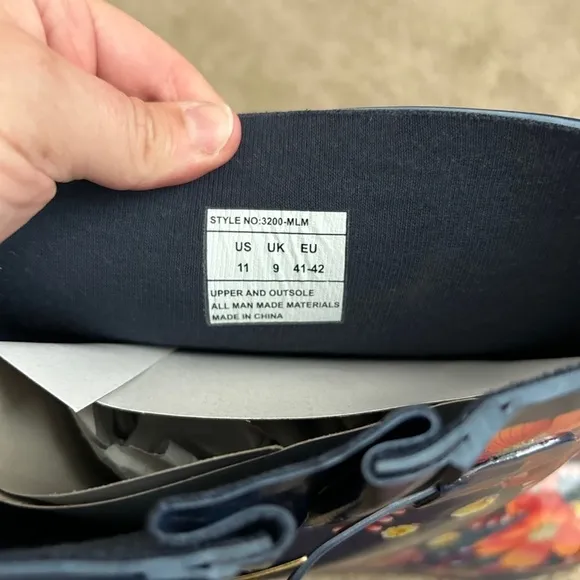 STYLE NO:3200-MLM
US UK EU
11 9 41-42
UPPER AND OUTSOLE
ALL MAN MADE MATERIALS
MADE IN CHINA